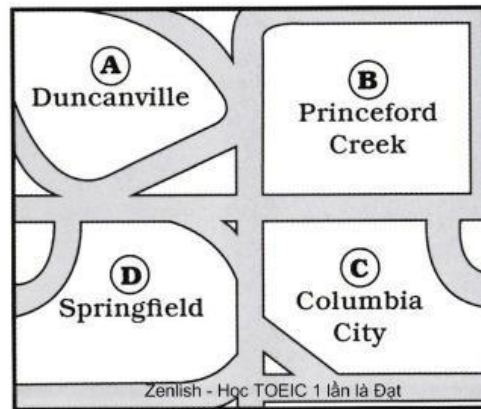 A
Duncanville
B
Princeford
Creek
D
Springfield
C
Columbia
City
Zenlish - Học TOEIC 1 lần là Đạt